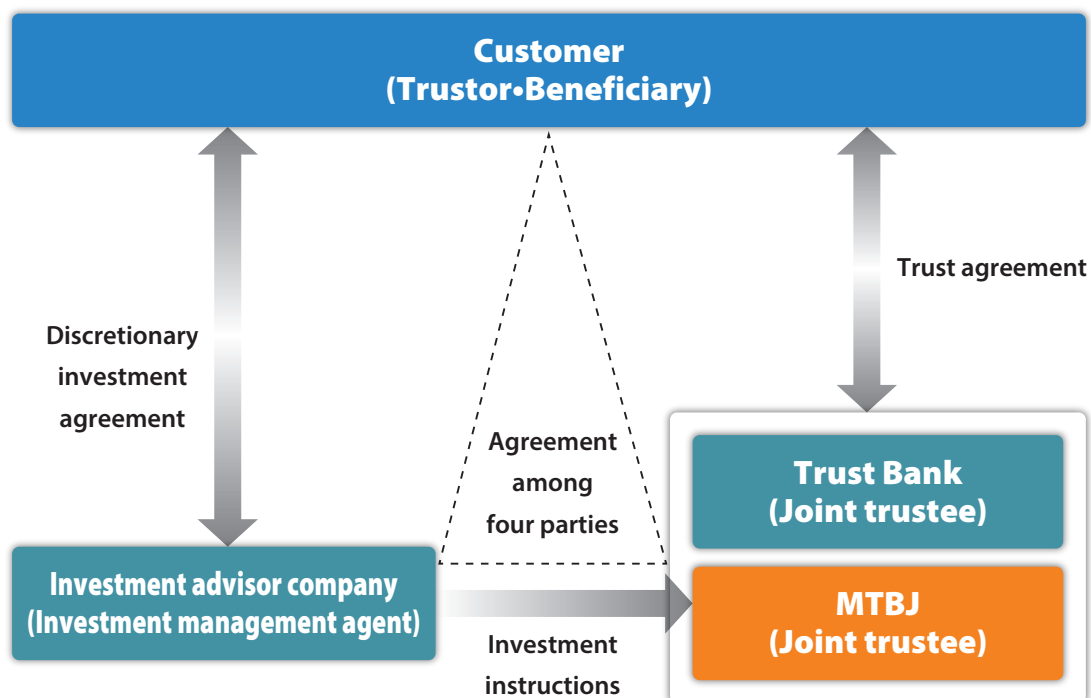 Customer
(Trustor•Beneficiary)
Trust agreement
Discretionary
investment
agreement
Agreement
among
four parties
Trust Bank
(Joint trustee)
Investment advisor company
(Investment management agent)
MTBJ
(Joint trustee)
Investment
instructions